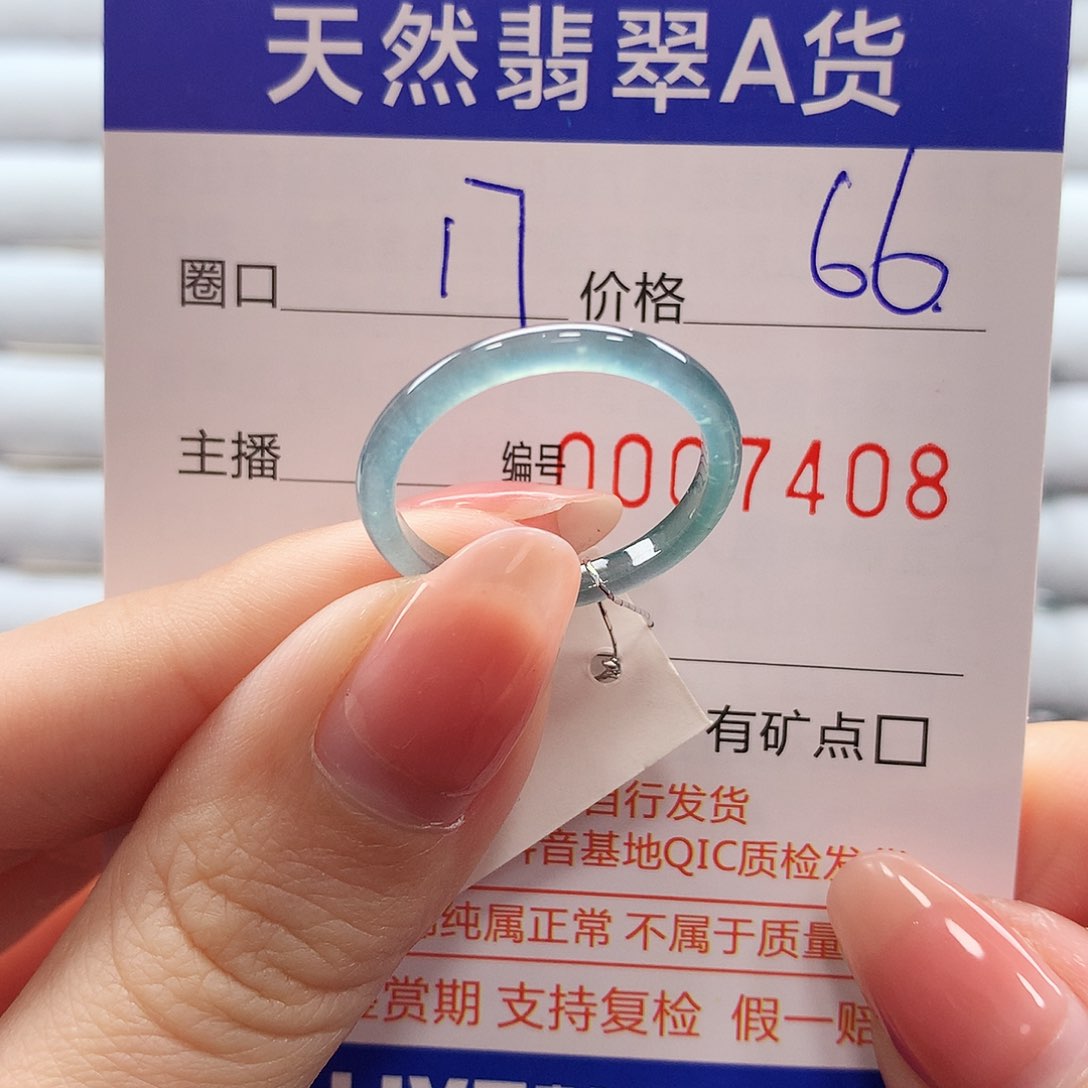 天然翡翠A货
圈口 17 价格 66.
主播 编号 0007408
有矿点□
自行发货
音基地QIC质检发
纯属正常 不属于质量
赏期 支持复检 假一赔